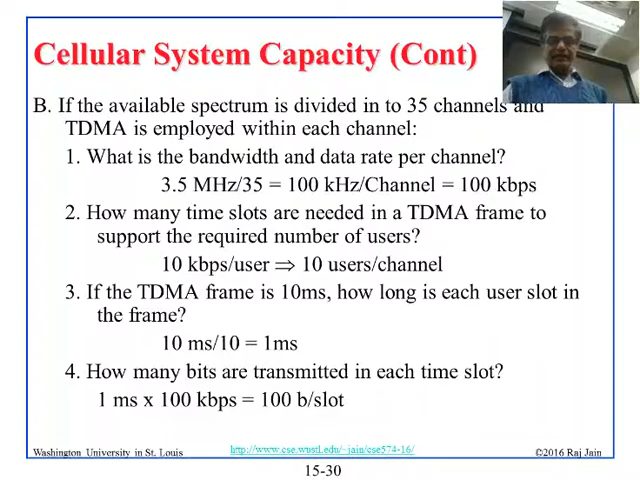 Cellular System Capacity (Cont)
B. If the available spectrum is divided in to 35 channels and
TDMA is employed within each channel:
1. What is the bandwidth and data rate per channel?
3.5 MHz/35 = 100 kHz/Channel = 100 kbps
2. How many time slots are needed in a TDMA frame to
support the required number of users?
10 kbps/user ⇒ 10 users/channel
3. If the TDMA frame is 10ms, how long is each user slot in
the frame?
10 ms/10 = 1ms
4. How many bits are transmitted in each time slot?
1 ms x 100 kbps = 100 b/slot
Washington University in St. Louis
http://www.cse.wustl.edu/~jain/cse574-16/
©2016 Raj Jain
15-30